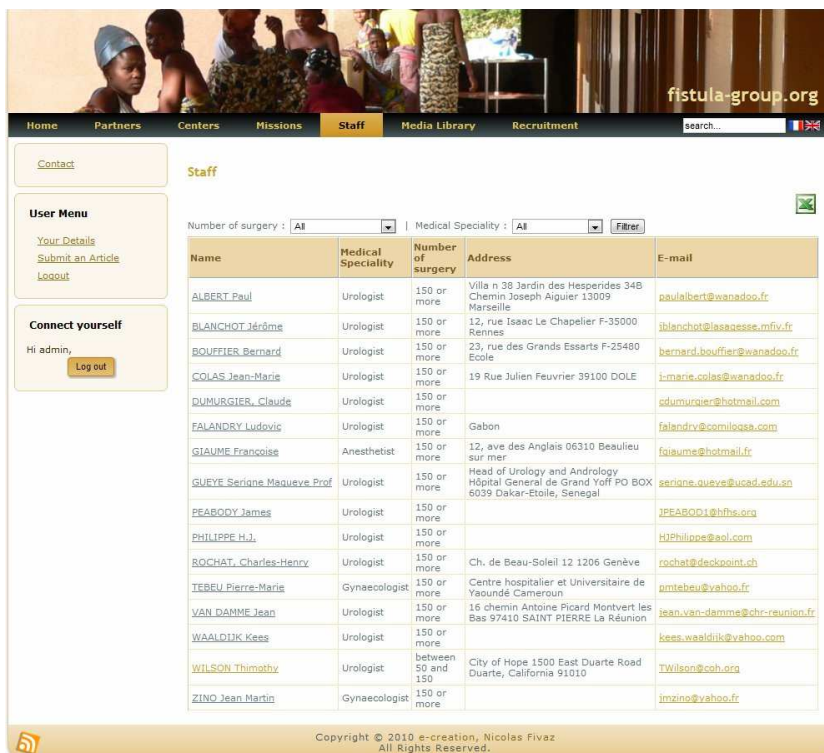 fistula-group.org
Home Partners Centers Missions Staff Media Library Recruitment search...
Contact
User Menu
Your Details
Submit an Article
Logout
Connect yourself
Hi admin,
Log out
Staff
Number of surgery : All | Medical Speciality : All Filtrer
Name Medical Speciality Number of surgery Address E-mail
ALBERT Paul Urologist 150 or more Villa n 38 Jardin des Hesperides 34B Chemin Joseph Aiguier 13009 Marseille paulalbert@wanadoo.fr
BLANCHOT Jérôme Urologist 150 or more 12, rue Isaac Le Chapelier F-35000 Rennes jblanchot@lasagesse.mfiv.fr
BOUFFIER Bernard Urologist 150 or more 23, rue des Grands Essarts F-25480 Ecole bernard.bouffier@wanadoo.fr
COLAS Jean-Marie Urologist 150 or more 19 Rue Julien Feuvrier 39100 DOLE j-marie.colas@wanadoo.fr
DUMURGIER, Claude Urologist 150 or more cdumurgier@hotmail.com
FALANDRY Ludovic Urologist 150 or more Gabon falandry@comilogsa.com
GIAUME Francoise Anesthetist 150 or more 12, ave des Anglais 06310 Beaulieu sur mer fgiaume@hotmail.fr
GUEYE Serigne Magueye Prof Urologist 150 or more Head of Urology and Andrology Hôpital General de Grand Yoff PO BOX 6039 Dakar-Etoile, Senegal serigne.gueye@ucad.edu.sn
PEABODY James Urologist 150 or more JPEABOD1@hfhs.org
PHILIPPE H.J. Urologist 150 or more HJPhilippe@aol.com
ROCHAT, Charles-Henry Urologist 150 or more Ch. de Beau-Soleil 12 1206 Genève rochat@deckpoint.ch
TEBEU Pierre-Marie Gynaecologist 150 or more Centre hospitalier et Universitaire de Yaoundé Cameroun pmtebeu@yahoo.fr
VAN DAMME Jean Urologist 150 or more 16 chemin Antoine Picard Montvert les Bas 97410 SAINT PIERRE La Réunion jean.van-damme@chr-reunion.fr
WAALDIJK Kees Urologist 150 or more kees.waaldijk@yahoo.com
WILSON Thimothy Urologist between 50 and 150 City of Hope 1500 East Duarte Road Duarte, California 91010 TWilson@coh.org
ZINO Jean Martin Gynaecologist 150 or more jmzino@yahoo.fr
Copyright © 2010 e-creation, Nicolas Fivaz
All Rights Reserved.